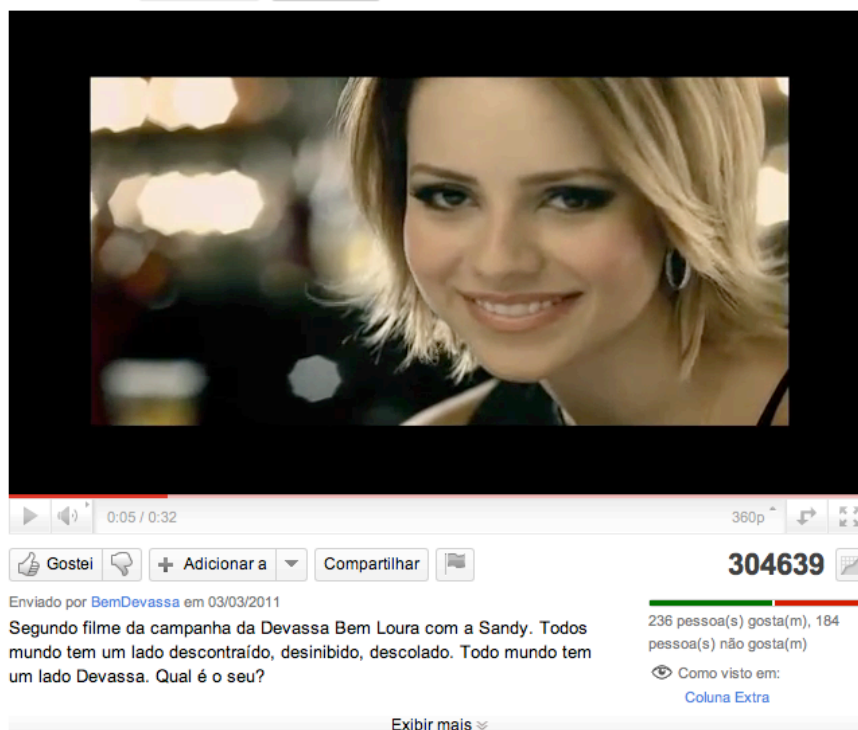 0:05 / 0:32
360p
Gostei
Adicionar a
Compartilhar
304639
Enviado por BemDevassa em 03/03/2011
Segundo filme da campanha da Devassa Bem Loura com a Sandy. Todos
mundo tem um lado descontraído, desinibido, descolado. Todo mundo tem
um lado Devassa. Qual é o seu?
236 pessoa(s) gosta(m), 184
pessoa(s) não gosta(m)
Como visto em:
Coluna Extra
Exibir mais